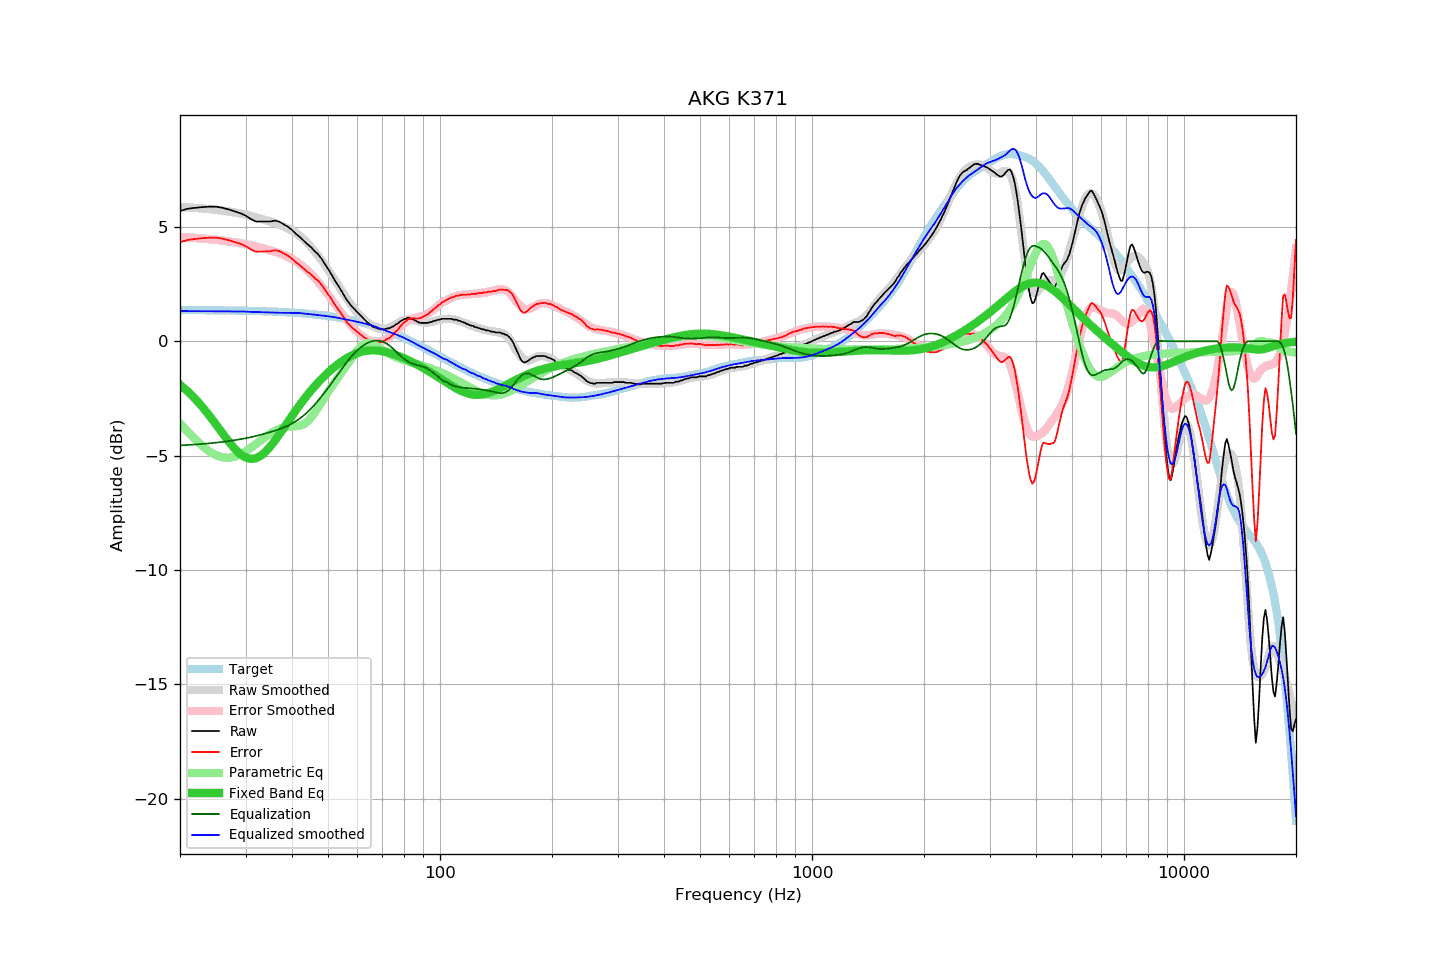 AKG K371
Amplitude (dBr)
5
0
−5
−10
−15
−20
Target
Raw Smoothed
Error Smoothed
Raw
Error
Parametric Eq
Fixed Band Eq
Equalization
Equalized smoothed
100
1000
10000
Frequency (Hz)